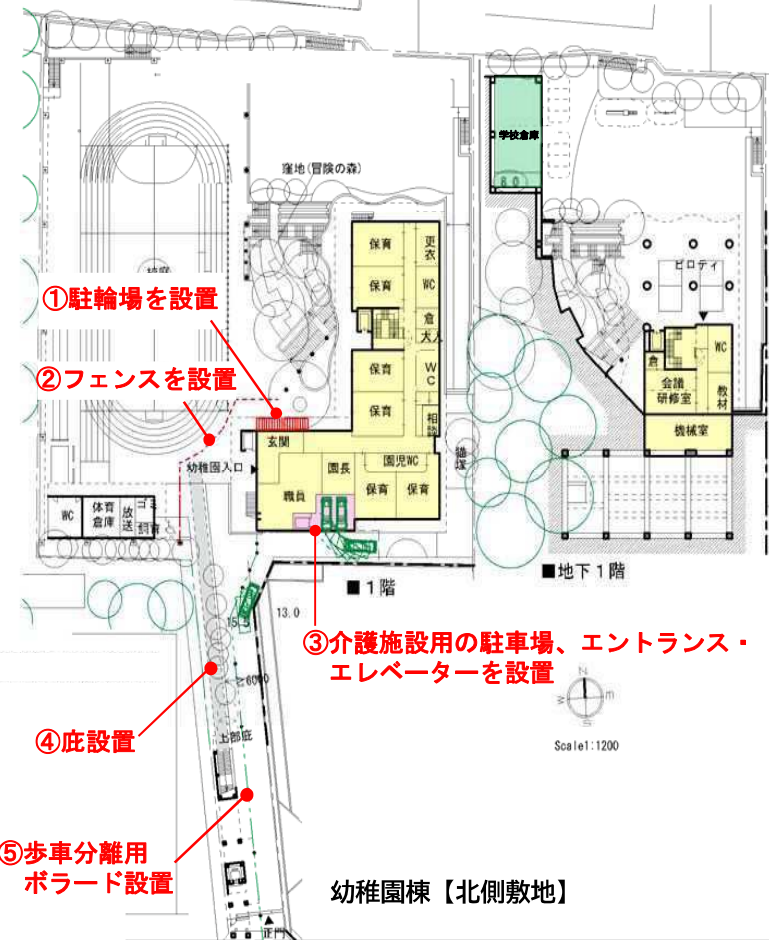 学校倉庫
窪地(冒険の森)
保育
更衣
保育
WC
倉
大人
WC
保育
保育
相談
ピロティ
倉
WC
会議
研修室
教材
機械室
①駐輪場を設置
②フェンスを設置
玄関
幼稚園入口
園長
園児WC
職員
保育
保育
猫塚
WC
体育
倉庫
放送
飼育
■1階
■地下1階
13.0
③介護施設用の駐車場、エントランス・
エレベーターを設置
N
W
E
S
Scale1:1200
④庇設置
上部庇
⑤歩車分離用
ボラード設置
正門
幼稚園棟【北側敷地】